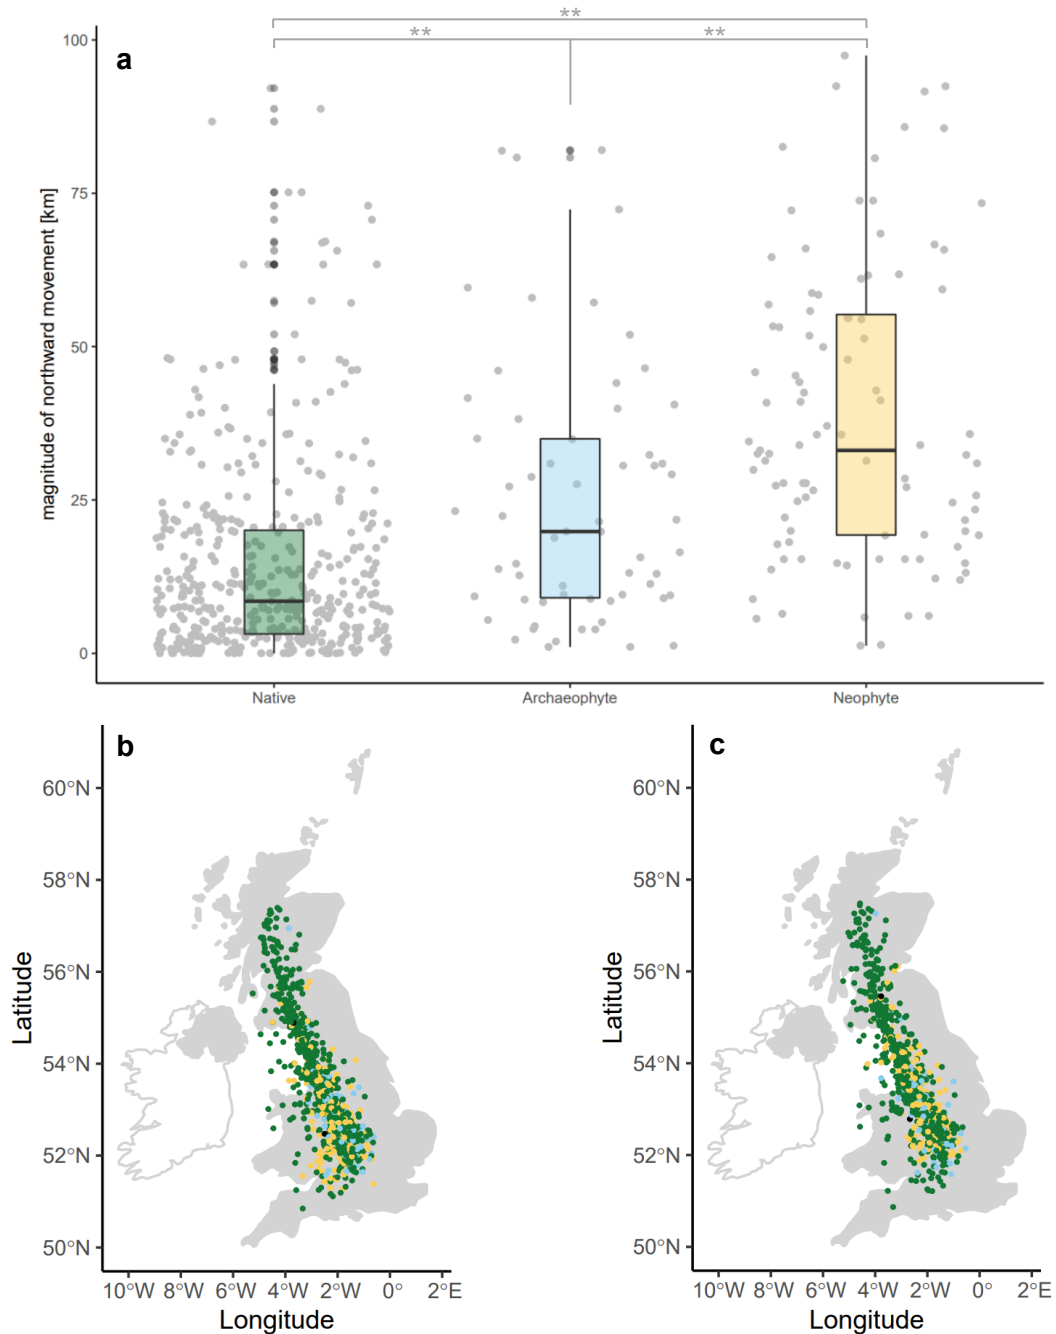 **
** **
a
100
75
50
25
0
magnitude of northward movement [km]
Native Archaeophyte Neophyte
b
60°N
58°N
56°N
54°N
52°N
50°N
Latitude
10°W 8°W 6°W 4°W 2°W 0° 2°E
Longitude
c
60°N
58°N
56°N
54°N
52°N
50°N
Latitude
10°W 8°W 6°W 4°W 2°W 0° 2°E
Longitude